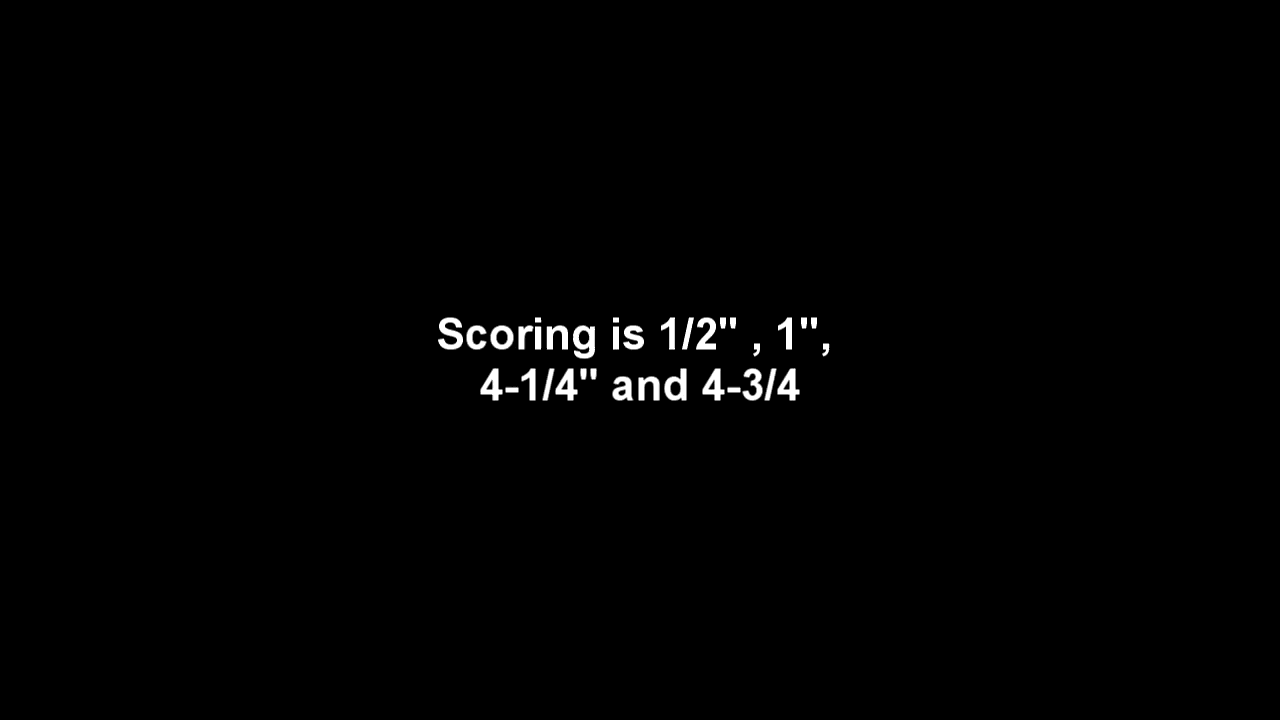 Scoring is 1/2" , 1",
4-1/4" and 4-3/4